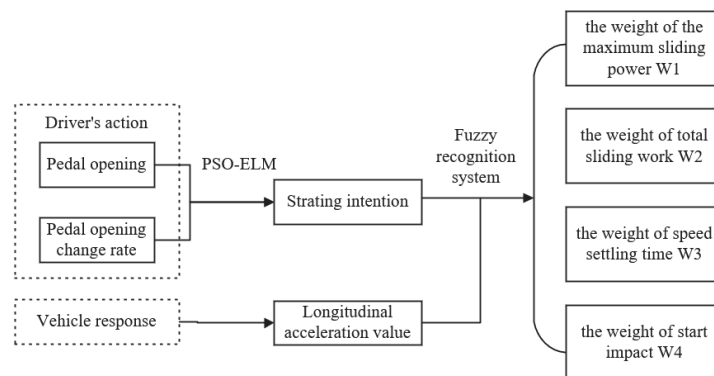 Driver's action
Pedal opening
Pedal opening
change rate
Vehicle response
PSO-ELM
Strating intention
Longitudinal
acceleration value
Fuzzy
recognition
system
the weight of the
maximum sliding
power W1
the weight of total
sliding work W2
the weight of speed
settling time W3
the weight of start
impact W4